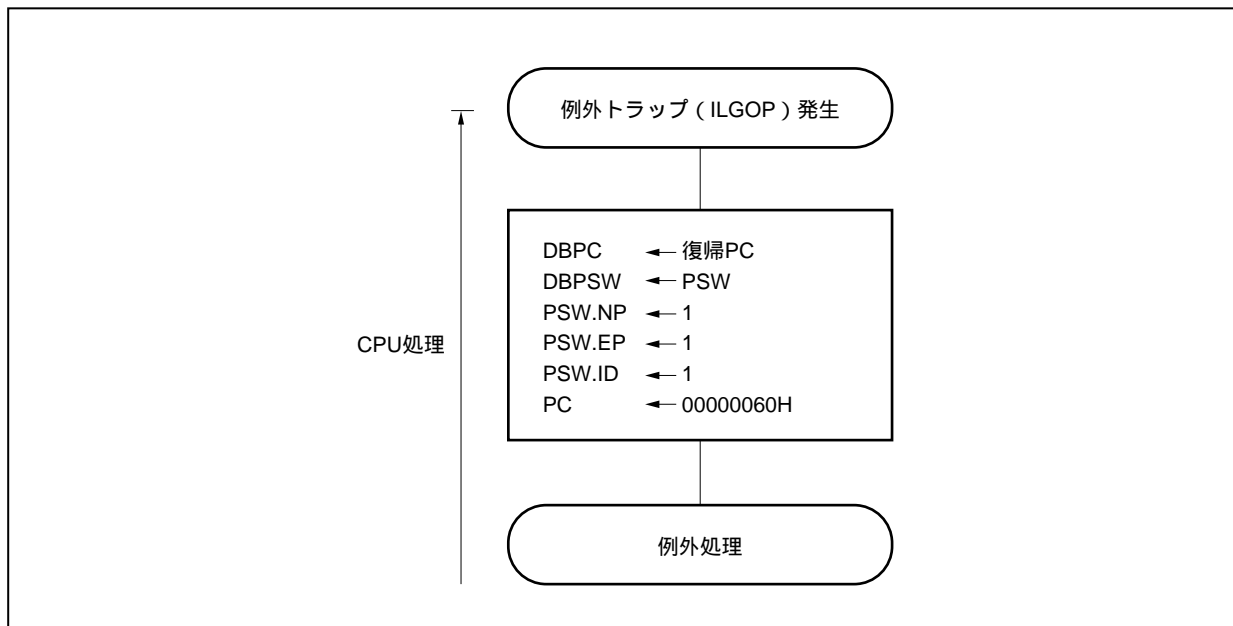 例外トラップ（ILGOP）発生
CPU処理
DBPC ← 復帰PC
DBPSW ← PSW
PSW.NP ← 1
PSW.EP ← 1
PSW.ID ← 1
PC ← 00000060H
例外処理